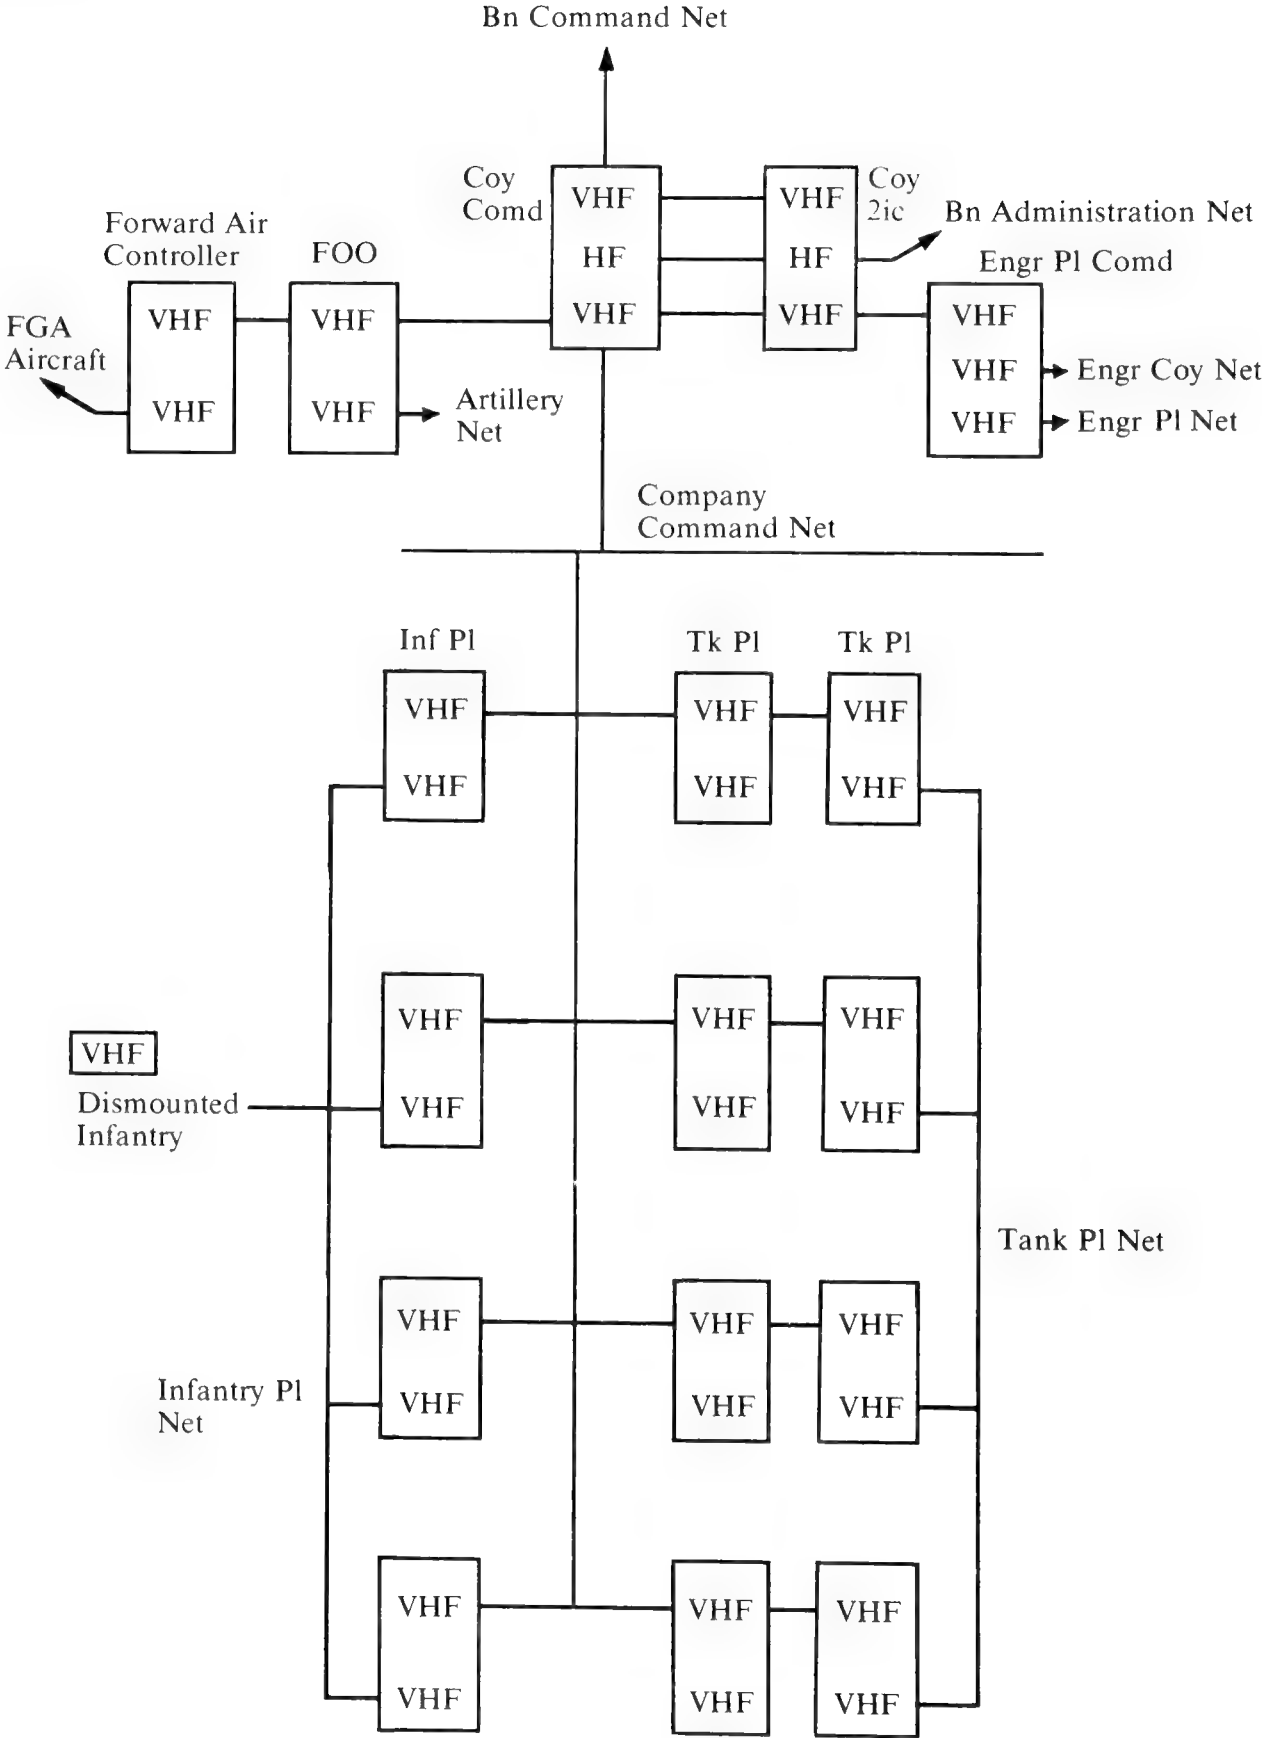 Bn Command Net
Coy
Comd
VHF
HF
VHF
VHF
HF
VHF
Coy
2ic
Bn Administration Net
Forward Air
Controller
FOO
Engr Pl Comd
FGA
Aircraft
VHF
VHF
VHF
VHF
Artillery
Net
VHF
VHF
VHF
Engr Coy Net
Engr Pl Net
Company
Command Net
Inf Pl
Tk Pl
Tk Pl
VHF
VHF
VHF
VHF
VHF
VHF
VHF
VHF
VHF
VHF
Dismounted
Infantry
VHF
VHF
VHF
Tank Pl Net
VHF
VHF
VHF
Infantry Pl
Net
VHF
VHF
VHF
VHF
VHF
VHF
VHF
VHF
VHF